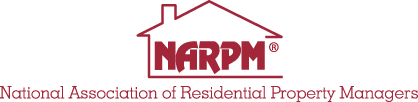 NARPM®
National Association of Residential Property Managers